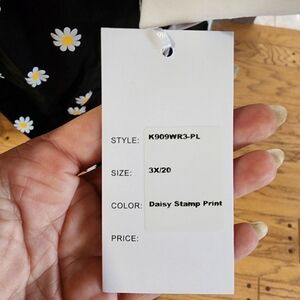 STYLE: K909WR3-PL
SIZE: 3X/20
COLOR: Daisy Stamp Print
PRICE: